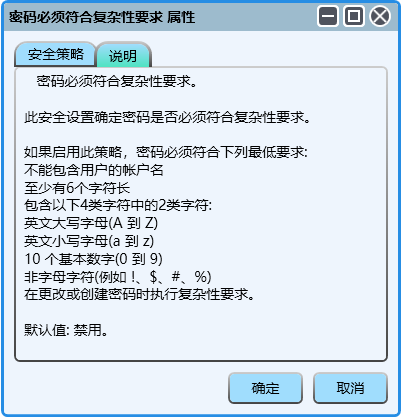 密码必须符合复杂性要求 属性
安全策略
说明
密码必须符合复杂性要求。
此安全设置确定密码是否必须符合复杂性要求。
如果启用此策略，密码必须符合下列最低要求:
不能包含用户的帐户名
至少有6个字符长
包含以下4类字符中的2类字符:
英文大写字母(A 到 Z)
英文小写字母(a 到 z)
10 个基本数字(0 到 9)
非字母字符(例如 !、$、#、%)
在更改或创建密码时执行复杂性要求。
默认值: 禁用。
确定
取消